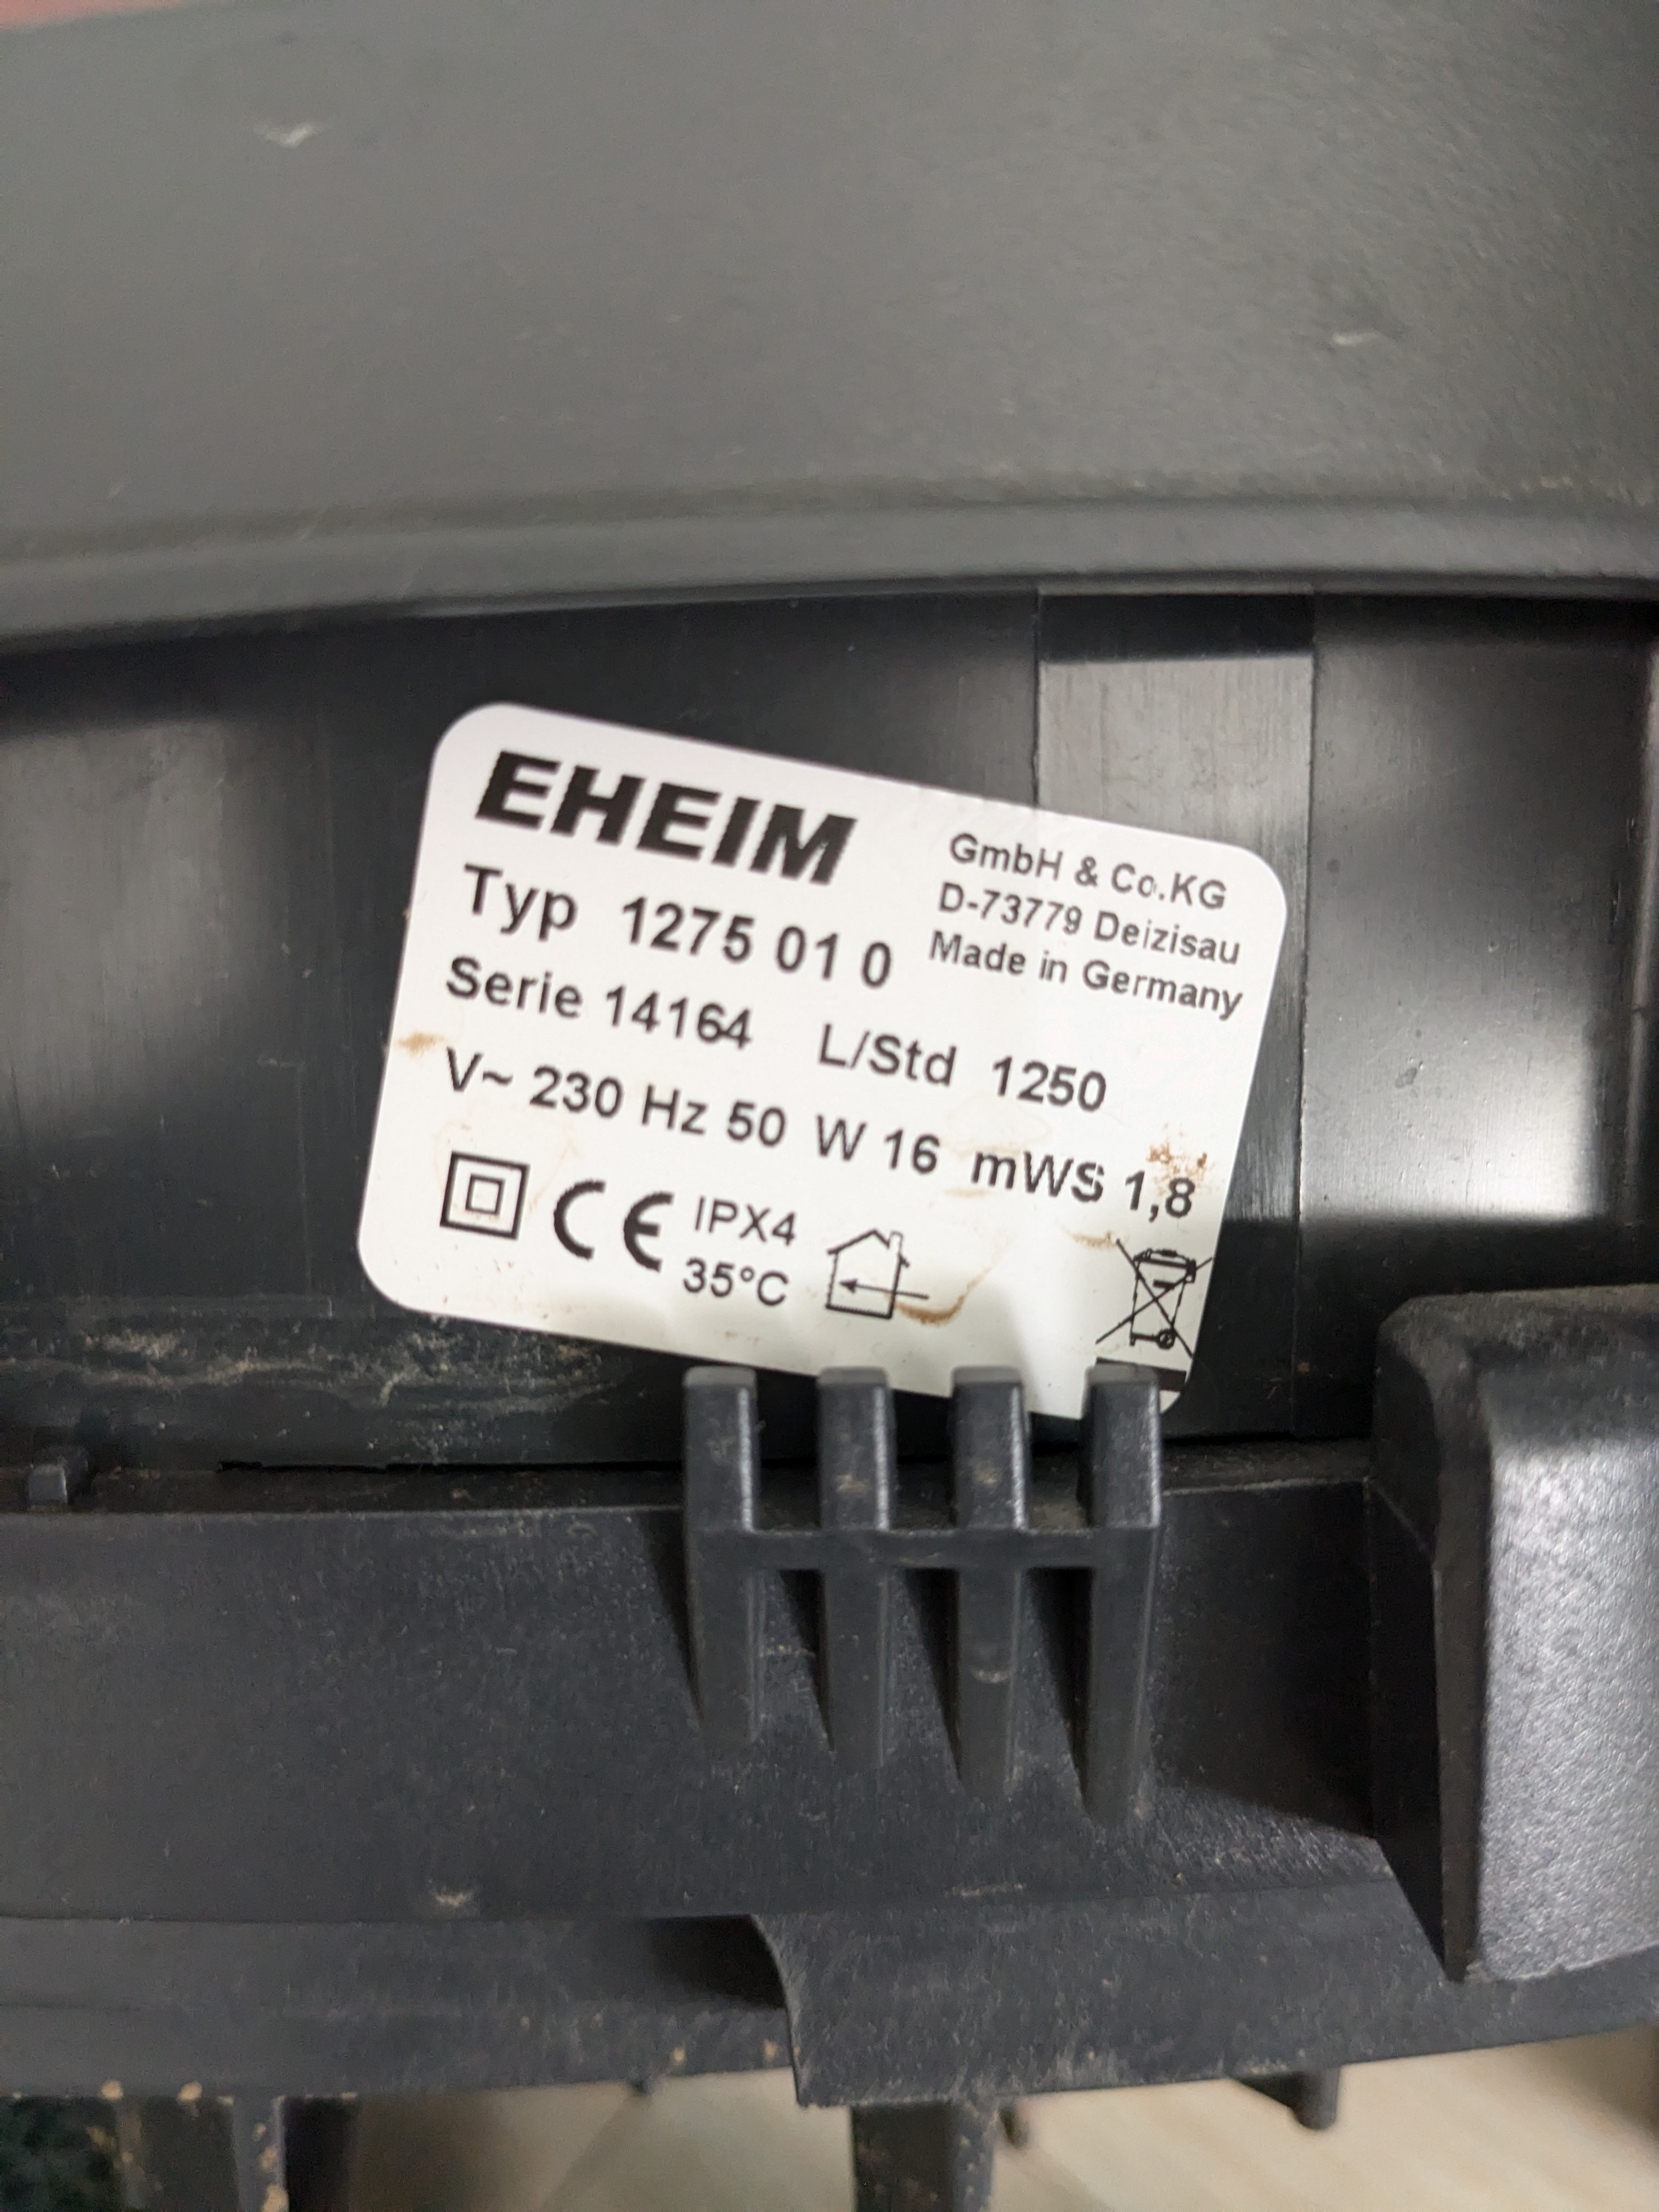 EHEIM
GmbH & Co.KG
D-73779 Deizisau
Made in Germany
Typ 1275 01 0
Serie 14164 L/Std 1250
V~ 230 Hz 50 W 16 mWS 1,8
CE IPX4
35°C